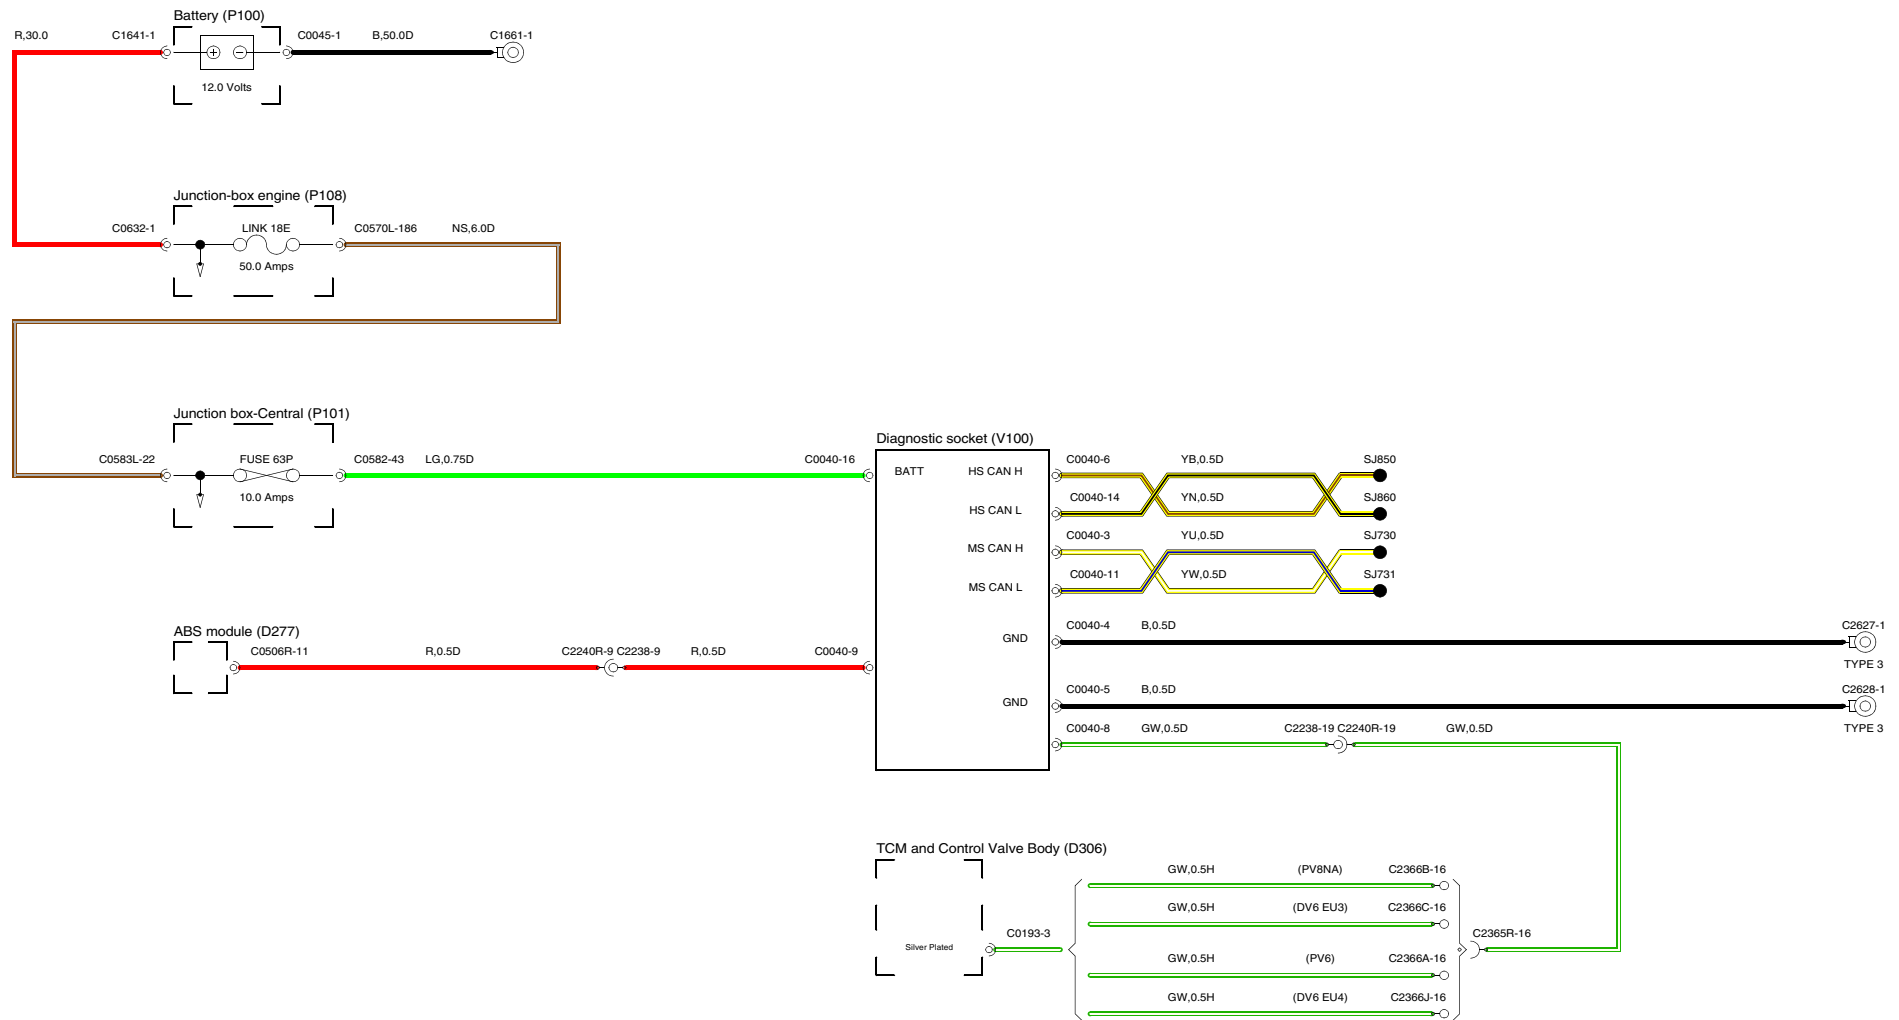 Battery (P100)
R,30.0
C1641-1
C0045-1
B,50.0D
C1661-1
12.0 Volts
Junction-box engine (P108)
C0632-1
LINK 18E
C0570L-186
NS,6.0D
50.0 Amps
Junction box-Central (P101)
C0583L-22
FUSE 63P
C0582-43
LG,0.75D
C0040-16
10.0 Amps
Diagnostic socket (V100)
BATT
HS CAN H
C0040-6
YB,0.5D
SJ850
HS CAN L
C0040-14
YN,0.5D
SJ860
MS CAN H
C0040-3
YU,0.5D
SJ730
MS CAN L
C0040-11
YW,0.5D
SJ731
ABS module (D277)
C0506R-11
R,0.5D
C2240R-9 C2238-9
R,0.5D
C0040-9
GND
C0040-4
B,0.5D
C2627-1
TYPE 3
GND
C0040-5
B,0.5D
C2628-1
TYPE 3
C0040-8
GW,0.5D
C2238-19 C2240R-19
GW,0.5D
TCM and Control Valve Body (D306)
Silver Plated
C0193-3
GW,0.5H
(PV8NA)
C2366B-16
GW,0.5H
(DV6 EU3)
C2366C-16
C2365R-16
GW,0.5H
(PV6)
C2366A-16
GW,0.5H
(DV6 EU4)
C2366J-16